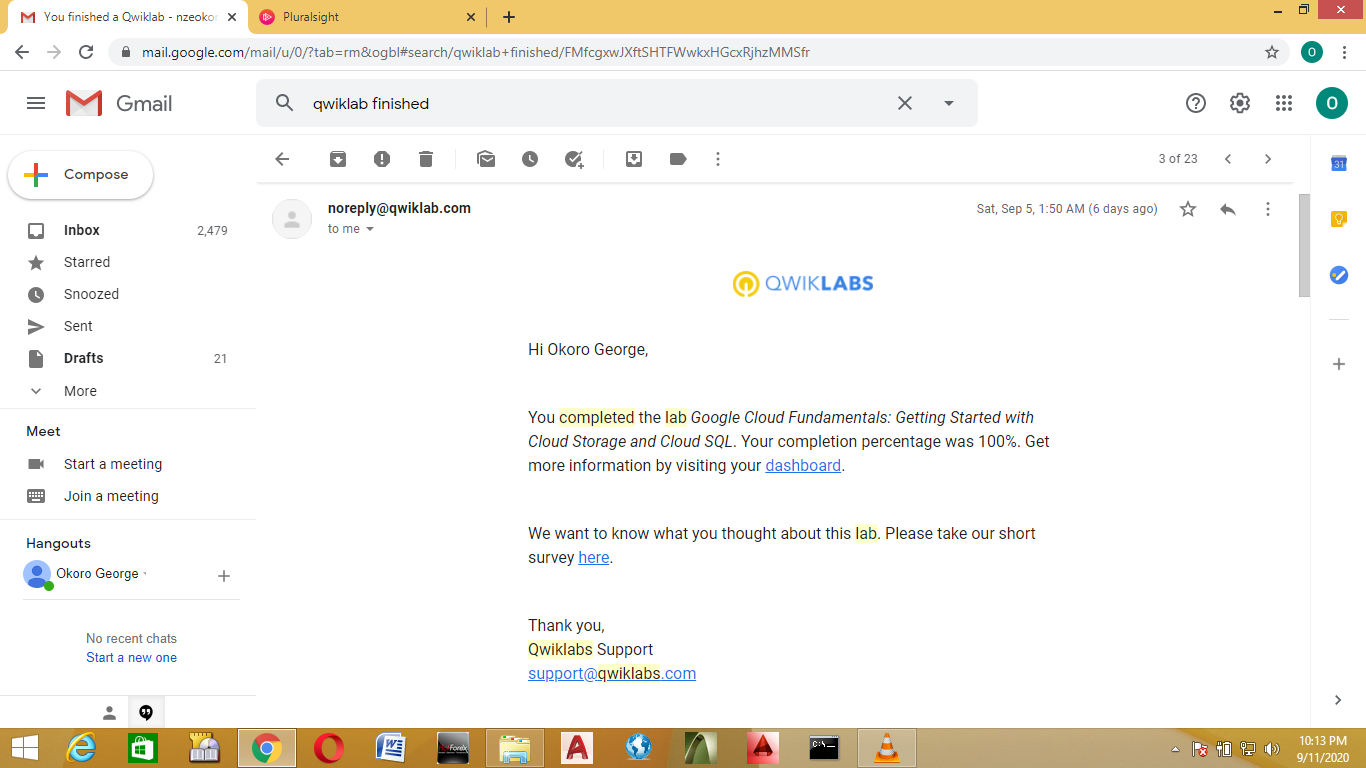 You finished a Qwiklab - nzeokor
Pluralsight
mail.google.com/mail/u/0/?tab=rm&ogbl#search/qwiklab+finished/FMfcgxwJXftSHTFWwkxHGcxRjhzMMSfr
O
Gmail
qwiklab finished
O
Compose
3 of 23
31
Inbox 2,479
Starred
Snoozed
Sent
Drafts 21
More
Meet
Start a meeting
Join a meeting
Hangouts
Okoro George
No recent chats
Start a new one
noreply@qwiklab.com
Sat, Sep 5, 1:50 AM (6 days ago)
to me
QWIKLABS
Hi Okoro George,
You completed the lab Google Cloud Fundamentals: Getting Started with
Cloud Storage and Cloud SQL. Your completion percentage was 100%. Get
more information by visiting your dashboard.
We want to know what you thought about this lab. Please take our short
survey here.
Thank you,
Qwiklabs Support
support@qwiklabs.com
10:13 PM
9/11/2020